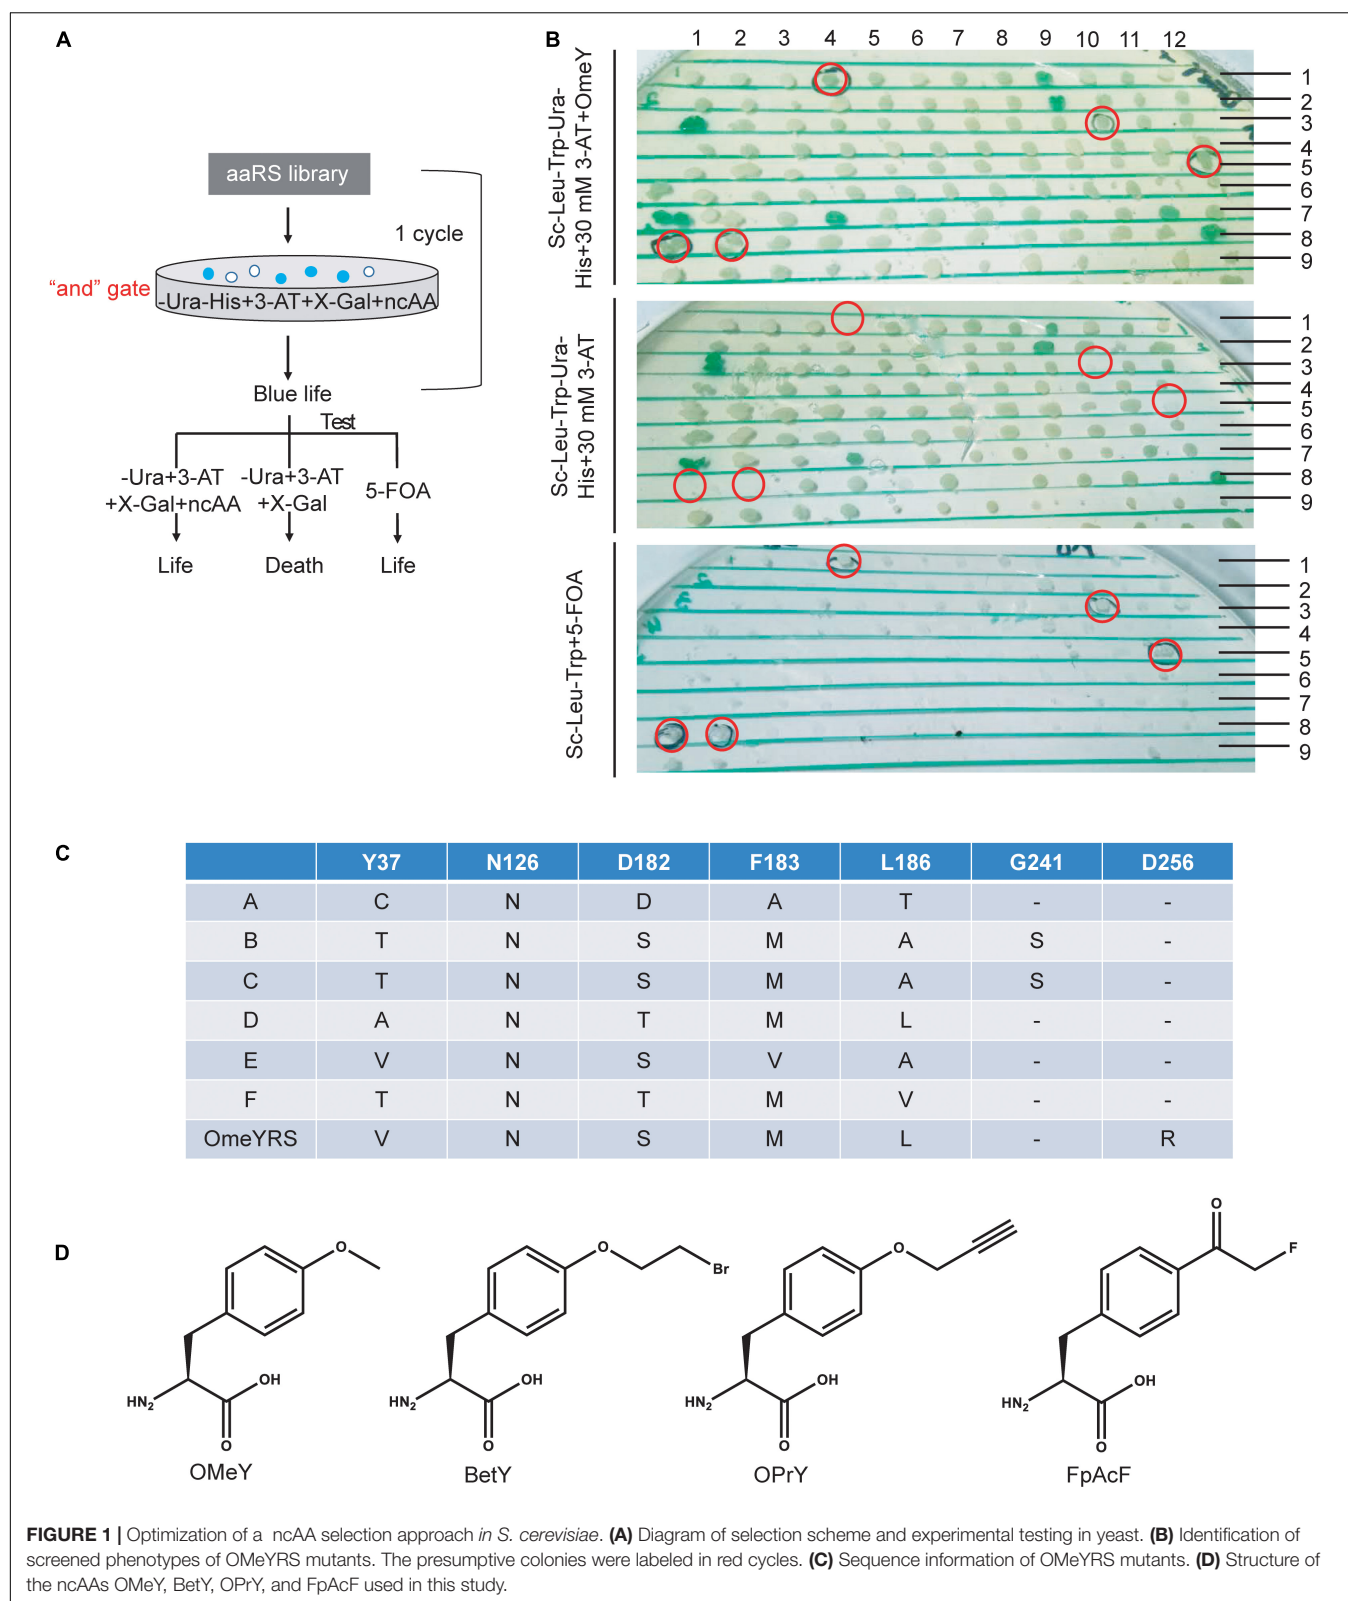 A
aaRS library
1 cycle
"and" gate
-Ura-His+3-AT+X-Gal+ncAA
Blue life
Test
-Ura+3-AT
+X-Gal+ncAA
-Ura+3-AT
+X-Gal
5-FOA
Life
Death
Life
B
1 2 3 4 5 6 7 8 9 10 11 12
Sc-Leu-Trp-Ura-
His+30 mM 3-AT+OmeY
1
2
3
4
5
6
7
8
9
Sc-Leu-Trp-Ura-
His+30 mM 3-AT
1
2
3
4
5
6
7
8
9
Sc-Leu-Trp+5-FOA
1
2
3
4
5
6
7
8
9
C
Y37 N126 D182 F183 L186 G241 D256
A C N D A T - -
B T N S M A S -
C T N S M A S -
D A N T M L - -
E V N S V A - -
F T N T M V - -
OmeYRS V N S M L - R
D
O
HN2
OH
O
OMeY
O
Br
HN2
OH
O
BetY
O
HN2
OH
O
OPrY
O
F
HN2
OH
O
FpAcF
FIGURE 1 | Optimization of a ncAA selection approach in S. cerevisiae. (A) Diagram of selection scheme and experimental testing in yeast. (B) Identification of
screened phenotypes of OMeYRS mutants. The presumptive colonies were labeled in red cycles. (C) Sequence information of OMeYRS mutants. (D) Structure of
the ncAAs OMeY, BetY, OPrY, and FpAcF used in this study.